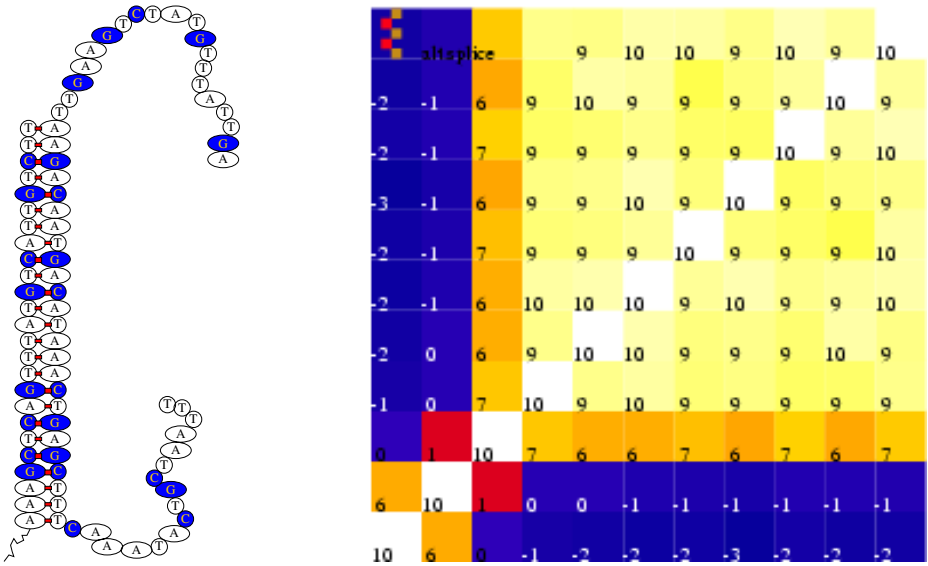 T T G A A G T C T A T G T T T A T T G A
T A
T A
C G
T A
G C
T A
T A
A T
C G
T A
G C
T A
A T
T A
T A
T A
G C
A T
C G
T A
C G
G C
A T
A T
A T
C A A A T A C T G C T A A T T T
altsplice 9 10 10 9 10 9 10
-2 -1 6 9 10 9 9 9 9 10 9
-2 -1 7 9 9 9 9 9 10 9 10
-3 -1 6 9 9 10 9 10 9 9 9
-2 -1 7 9 9 9 10 9 9 9 10
-2 -1 6 10 10 10 9 10 9 9 10
-2 0 6 9 10 10 9 9 9 10 9
-1 0 7 10 9 10 9 9 9 9 9
0 1 10 7 6 6 7 6 7 6 7
6 10 1 0 0 -1 -1 -1 -1 -1 -1
10 6 0 -1 -2 -2 -2 -3 -2 -2 -2